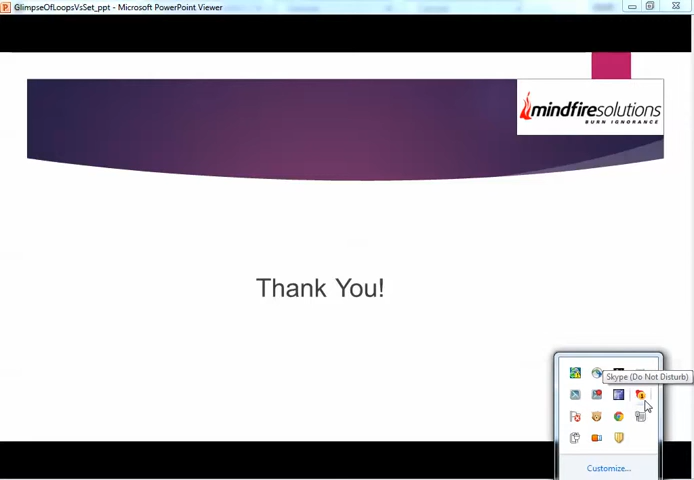 GlimpseOfLoopsVsSet_ppt - Microsoft PowerPoint Viewer
mindfiresolutions
BURN IGNORANCE
Thank You!
Skype (Do Not Disturb)
Customize...